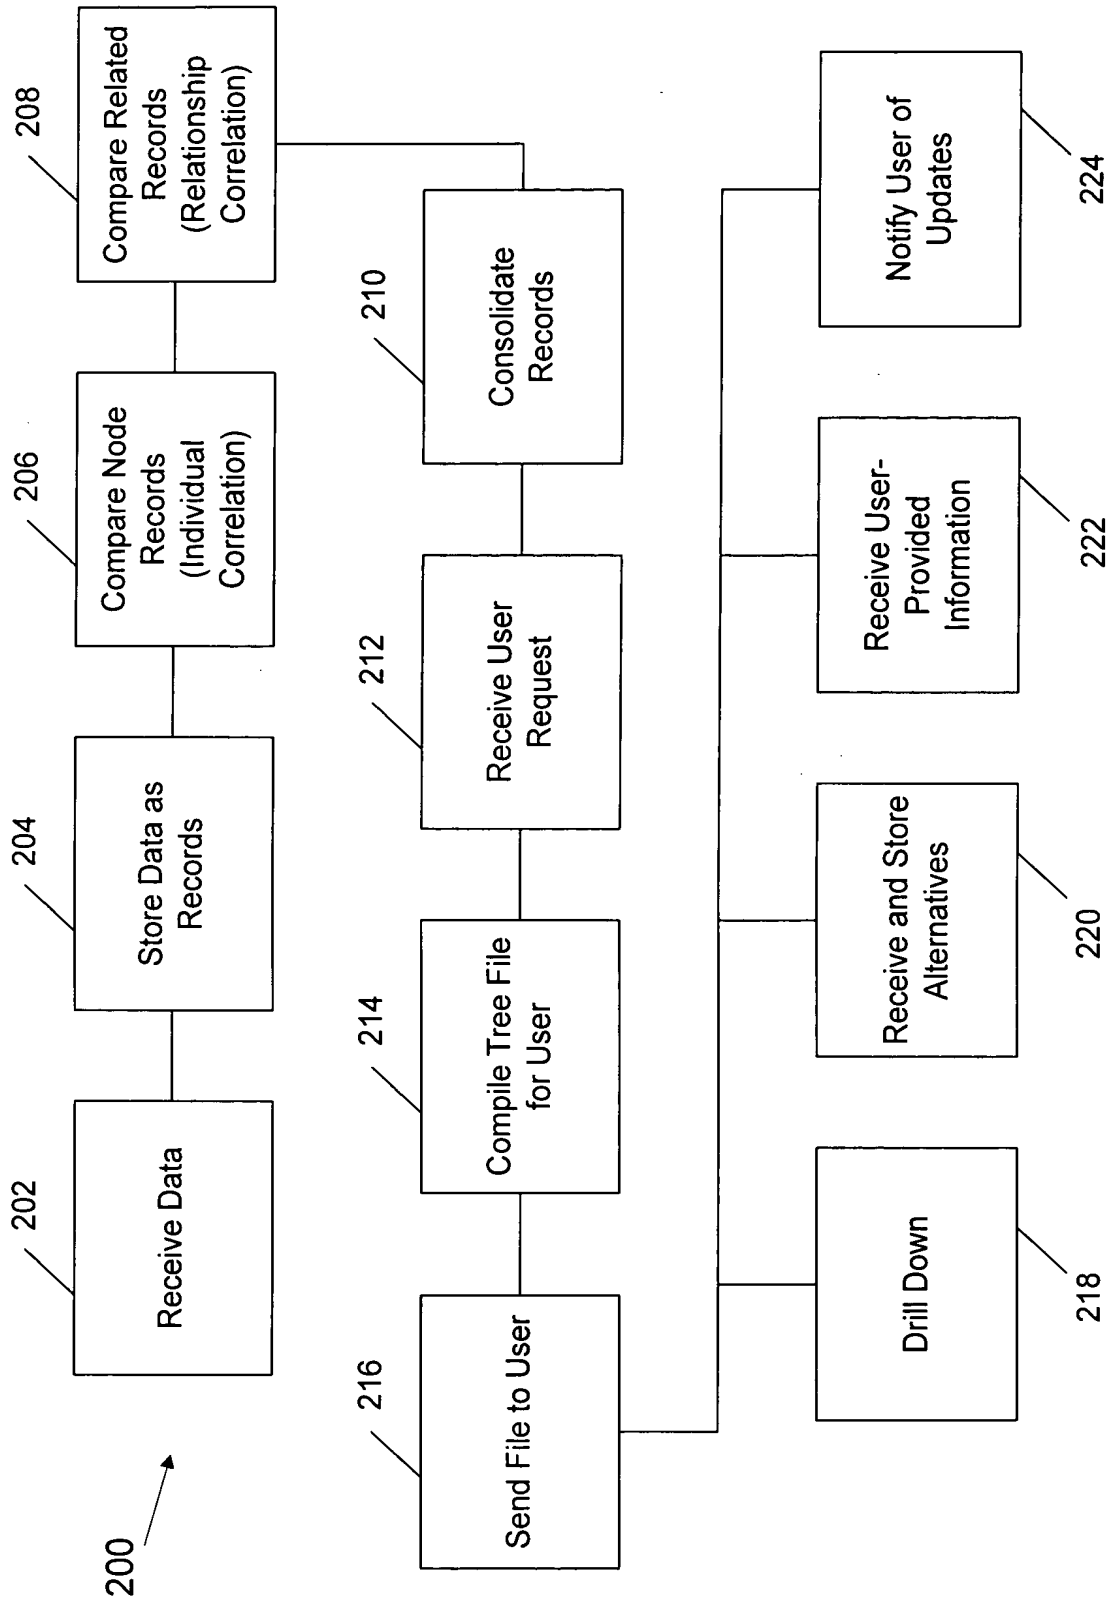 200
202
Receive Data
204
Store Data as
Records
206
Compare Node
Records
(Individual
Correlation)
208
Compare Related
Records
(Relationship
Correlation)
210
Consolidate
Records
212
Receive User
Request
214
Compile Tree File
for User
216
Send File to User
Drill Down
218
Receive and Store
Alternatives
220
Receive User-
Provided
Information
222
Notify User of
Updates
224